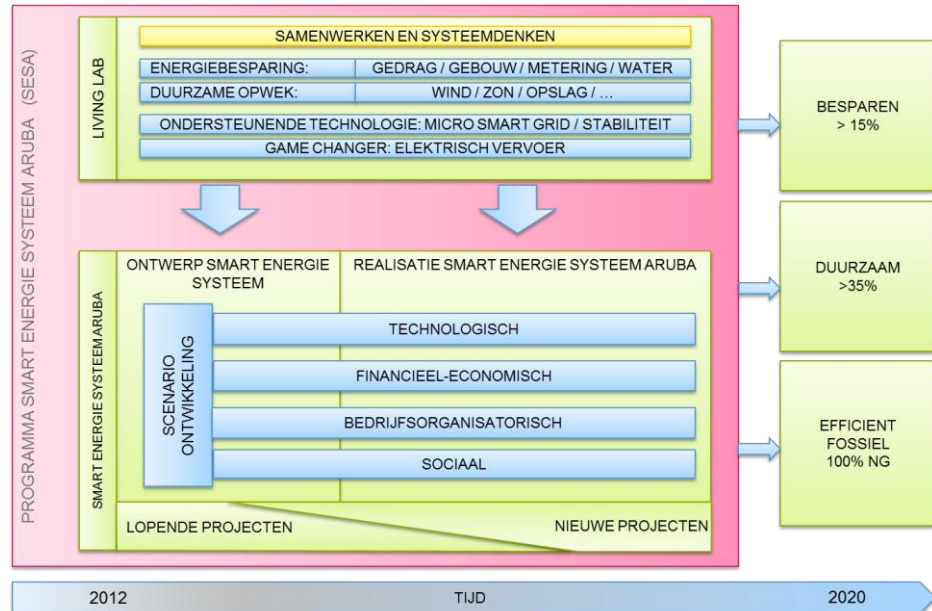 PROGRAMMA SMART ENERGIE SYSTEEM ARUBA (SESA)
LIVING LAB
SAMENWERKEN EN SYSTEEMDENKEN
ENERGIEBESPARING: GEDRAG / GEBOUW / METERING / WATER
DUURZAME OPWEK: WIND / ZON / OPSLAG / ...
ONDERSTEUNENDE TECHNOLOGIE: MICRO SMART GRID / STABILITEIT
GAME CHANGER: ELEKTRISCH VERVOER
SMART ENERGIE SYSTEEM ARUBA
ONTWERP SMART ENERGIE
SYSTEEM
REALISATIE SMART ENERGIE SYSTEEM ARUBA
SCENARIO
ONTWIKKELING
TECHNOLOGISCH
FINANCIEEL-ECONOMISCH
BEDRIJFSORGANISATORISCH
SOCIAAL
LOPENDE PROJECTEN
NIEUWE PROJECTEN
BESPAREN
> 15%
DUURZAAM
>35%
EFFICIENT
FOSSIEL
100% NG
2012 TIJD 2020